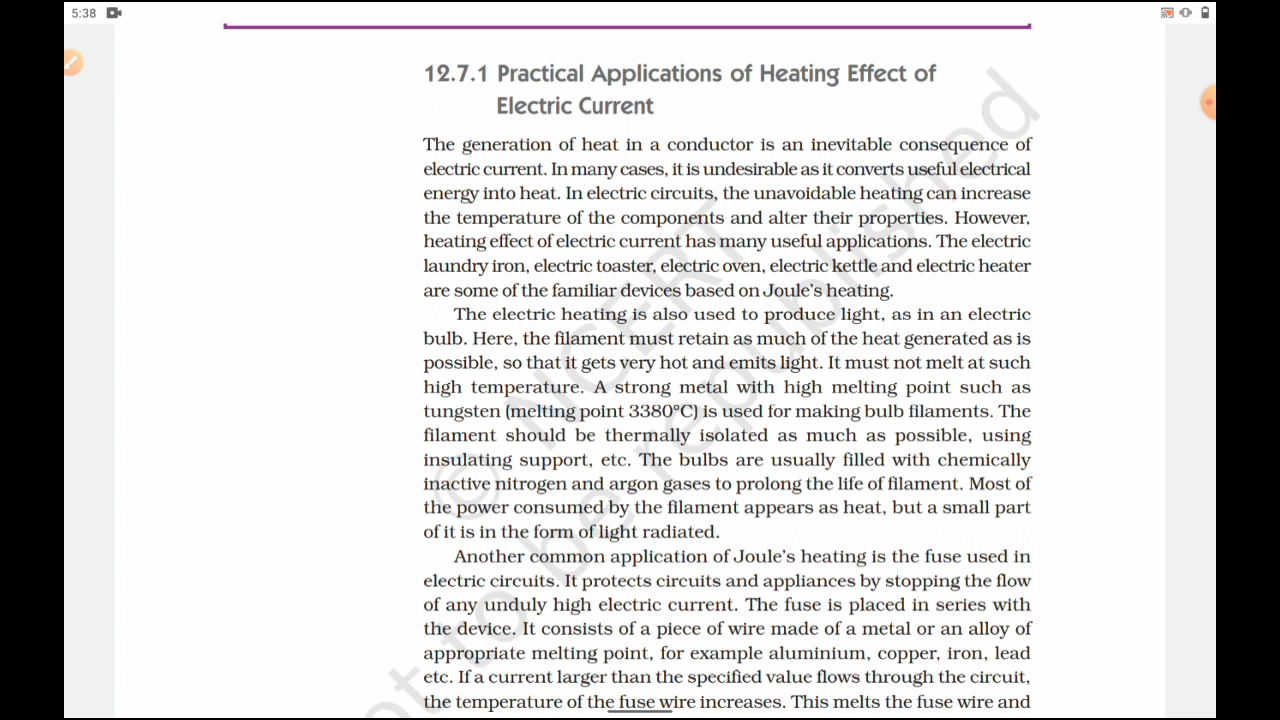 5:38
12.7.1 Practical Applications of Heating Effect of
Electric Current
The generation of heat in a conductor is an inevitable consequence of
electric current. In many cases, it is undesirable as it converts useful electrical
energy into heat. In electric circuits, the unavoidable heating can increase
the temperature of the components and alter their properties. However,
heating effect of electric current has many useful applications. The electric
laundry iron, electric toaster, electric oven, electric kettle and electric heater
are some of the familiar devices based on Joule’s heating.
The electric heating is also used to produce light, as in an electric
bulb. Here, the filament must retain as much of the heat generated as is
possible, so that it gets very hot and emits light. It must not melt at such
high temperature. A strong metal with high melting point such as
tungsten (melting point 3380°C) is used for making bulb filaments. The
filament should be thermally isolated as much as possible, using
insulating support, etc. The bulbs are usually filled with chemically
inactive nitrogen and argon gases to prolong the life of filament. Most of
the power consumed by the filament appears as heat, but a small part
of it is in the form of light radiated.
Another common application of Joule’s heating is the fuse used in
electric circuits. It protects circuits and appliances by stopping the flow
of any unduly high electric current. The fuse is placed in series with
the device. It consists of a piece of wire made of a metal or an alloy of
appropriate melting point, for example aluminium, copper, iron, lead
etc. If a current larger than the specified value flows through the circuit,
the temperature of the fuse wire increases. This melts the fuse wire and
© NCERT
not to be republished